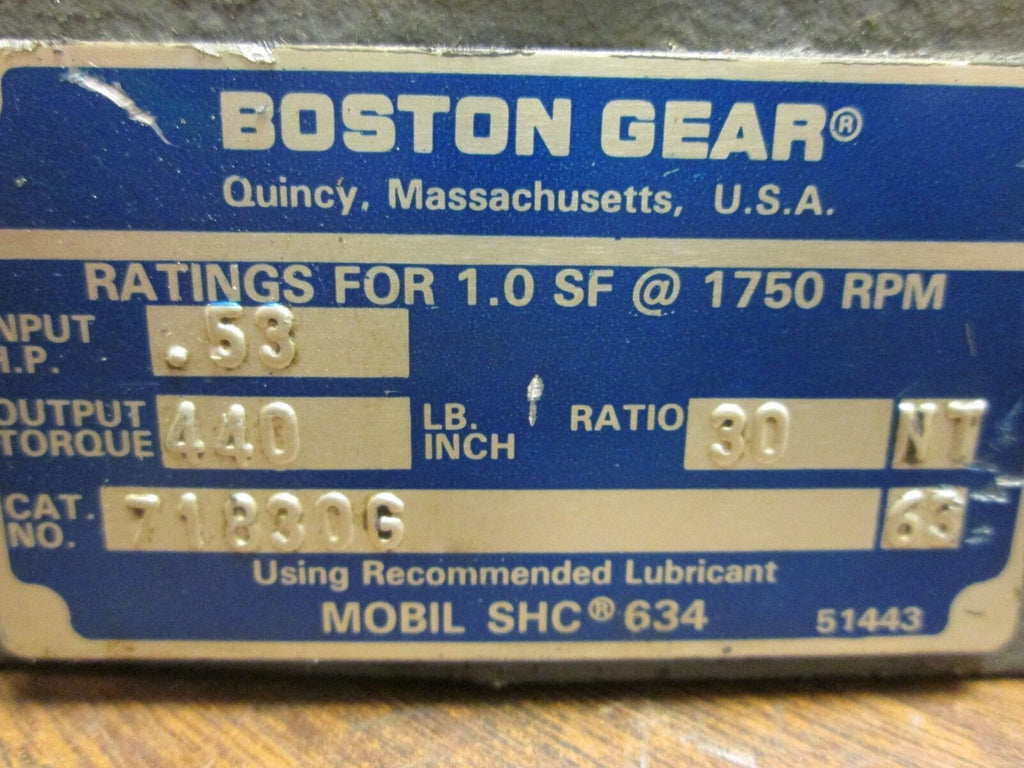 BOSTON GEAR®
Quincy, Massachusetts, U.S.A.
RATINGS FOR 1.0 SF @ 1750 RPM
NPUT H.P. .53
OUTPUT TORQUE 440 LB. INCH RATIO 30 NT
CAT. NO. 71830G 63
Using Recommended Lubricant
MOBIL SHC® 634 51443